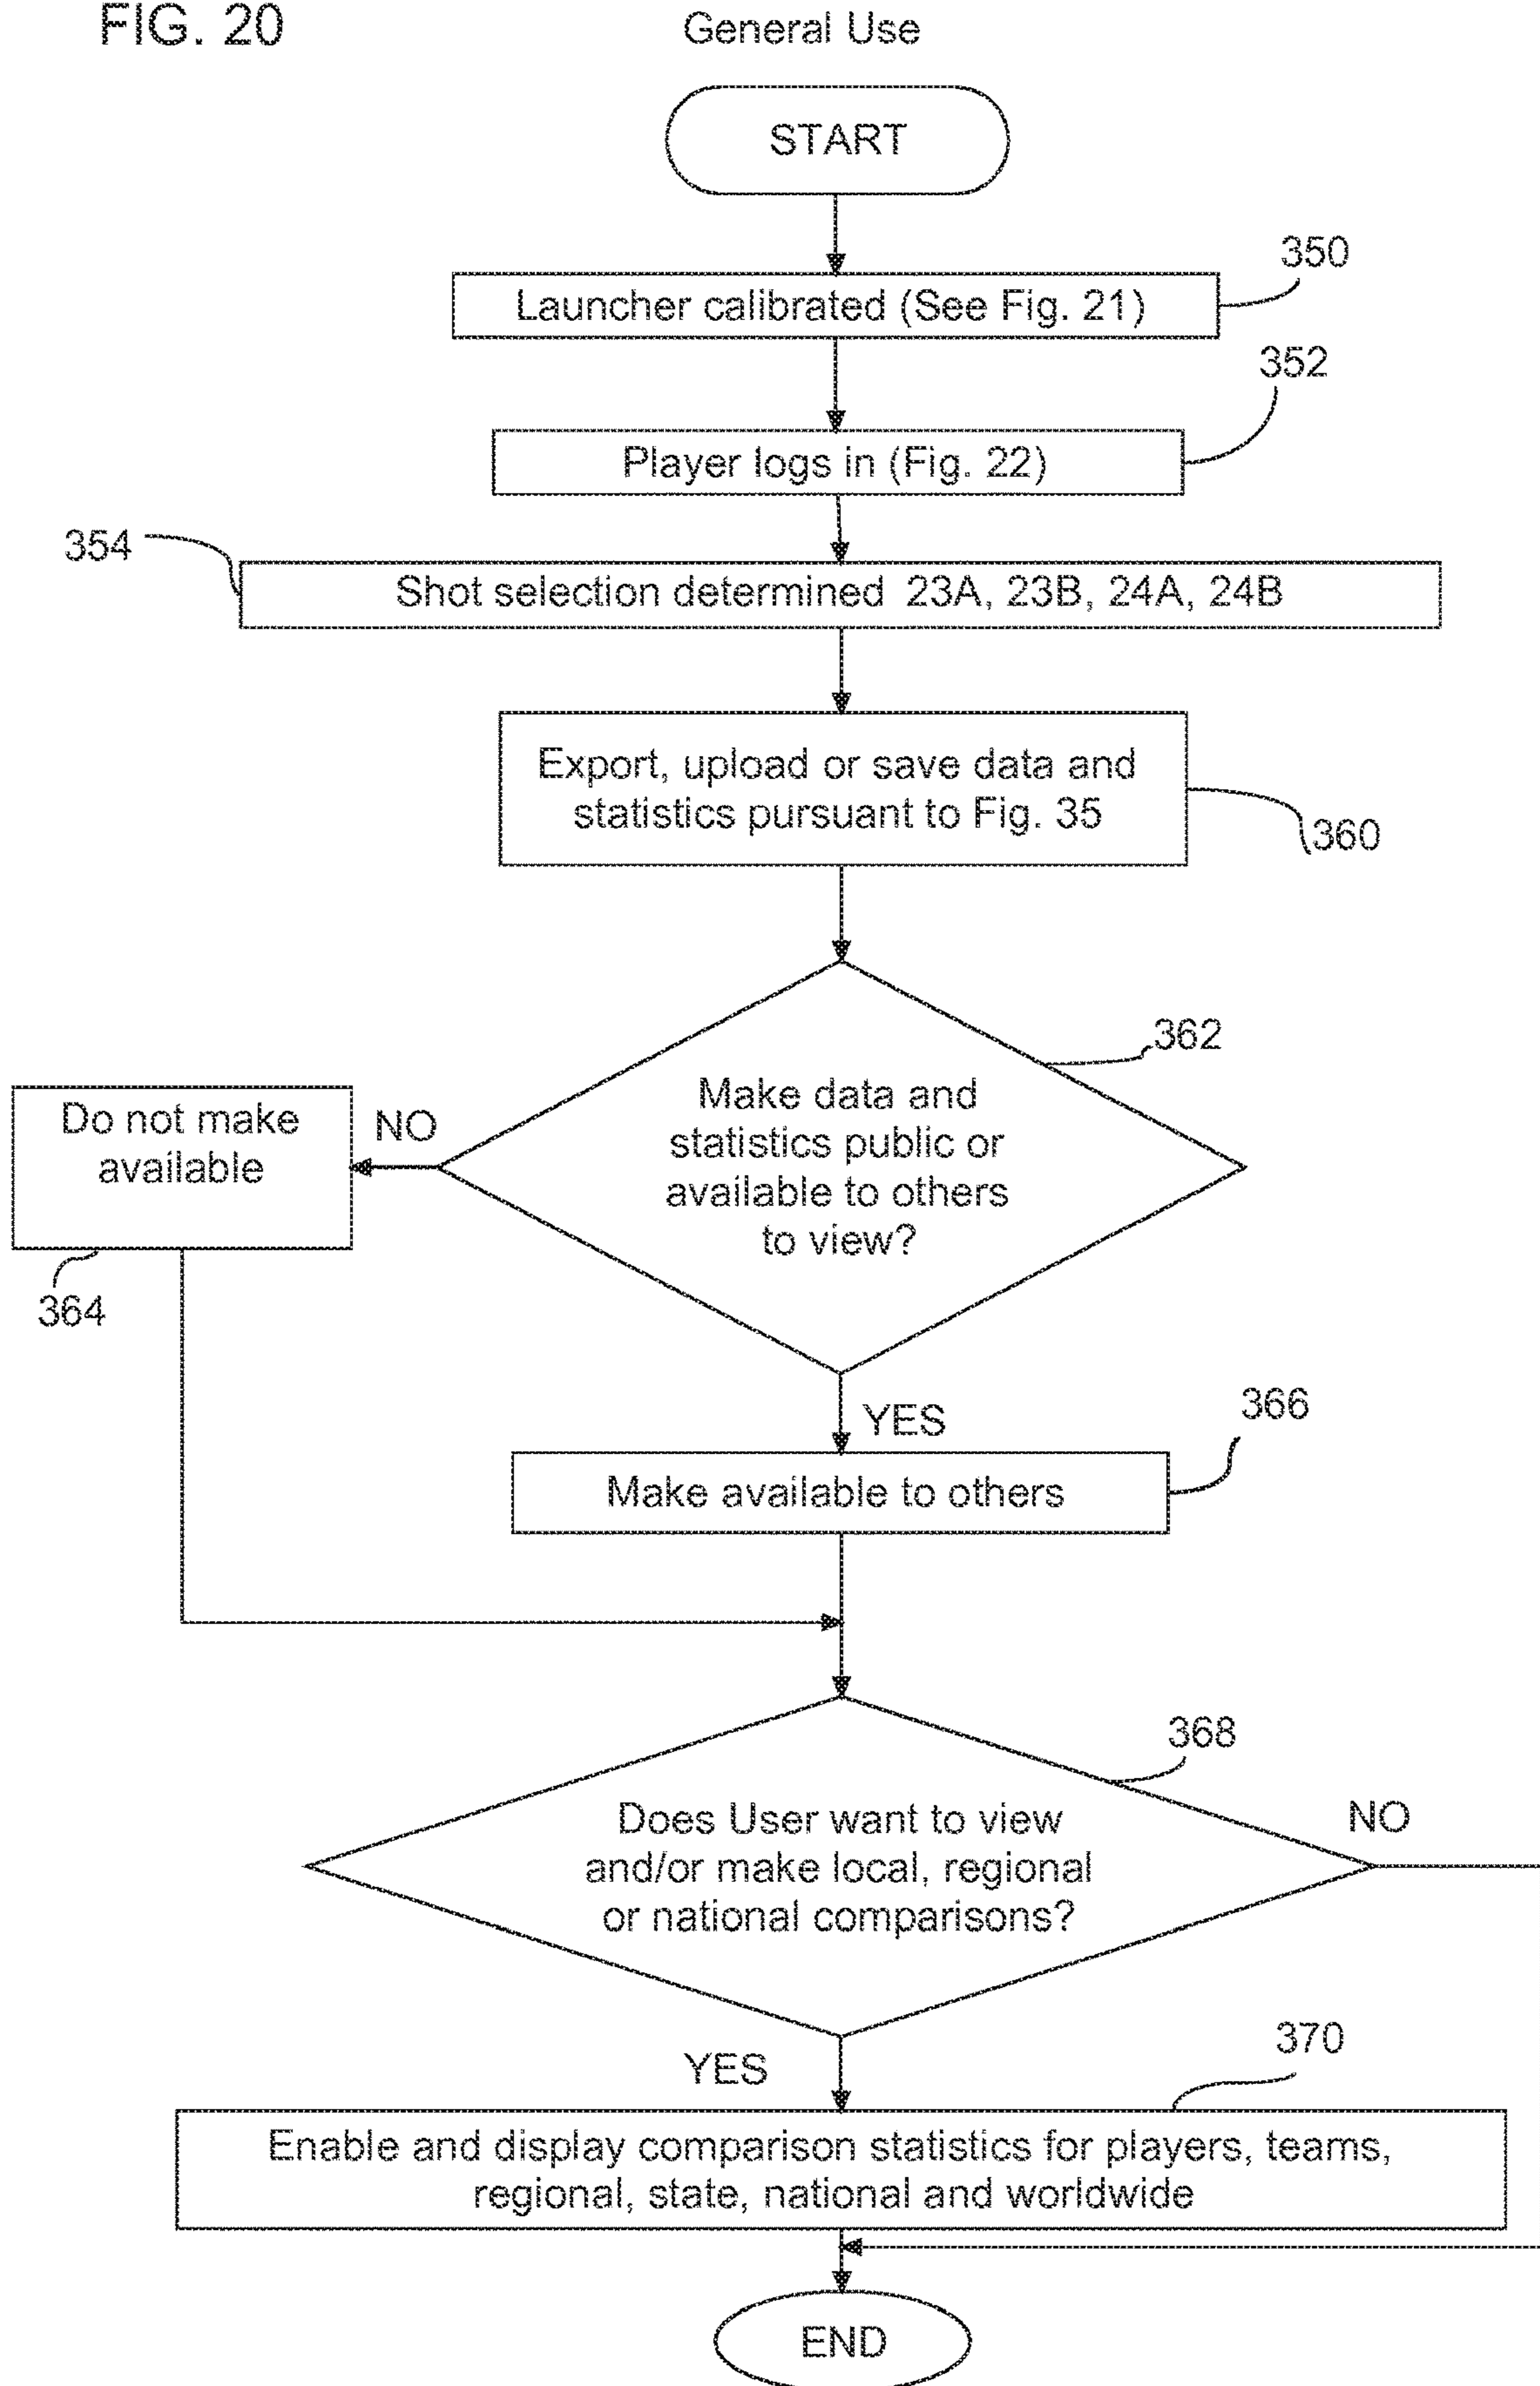 FIG. 20
General Use
START
350
Launcher calibrated (See Fig. 21)
352
Player logs in (Fig. 22)
354
Shot selection determined 23A, 23B, 24A, 24B
Export, upload or save data and
statistics pursuant to Fig. 35
360
362
Make data and
statistics public or
available to others
to view?
NO
Do not make
available
364
YES
366
Make available to others
368
Does User want to view
and/or make local, regional
or national comparisons?
NO
YES
370
Enable and display comparison statistics for players, teams,
regional, state, national and worldwide
END